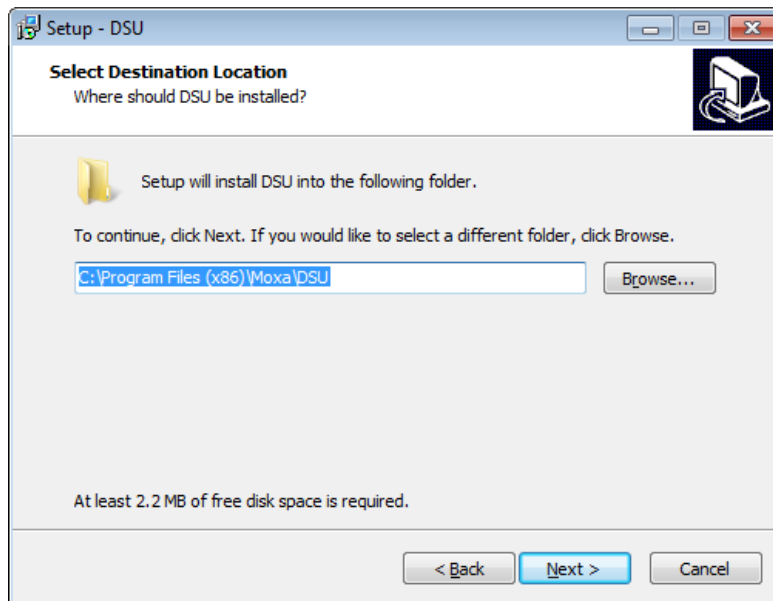 Setup - DSU
Select Destination Location
Where should DSU be installed?
Setup will install DSU into the following folder.
To continue, click Next. If you would like to select a different folder, click Browse.
C:\Program Files (x86)\Moxa\DSU
Browse...
At least 2.2 MB of free disk space is required.
< Back
Next >
Cancel